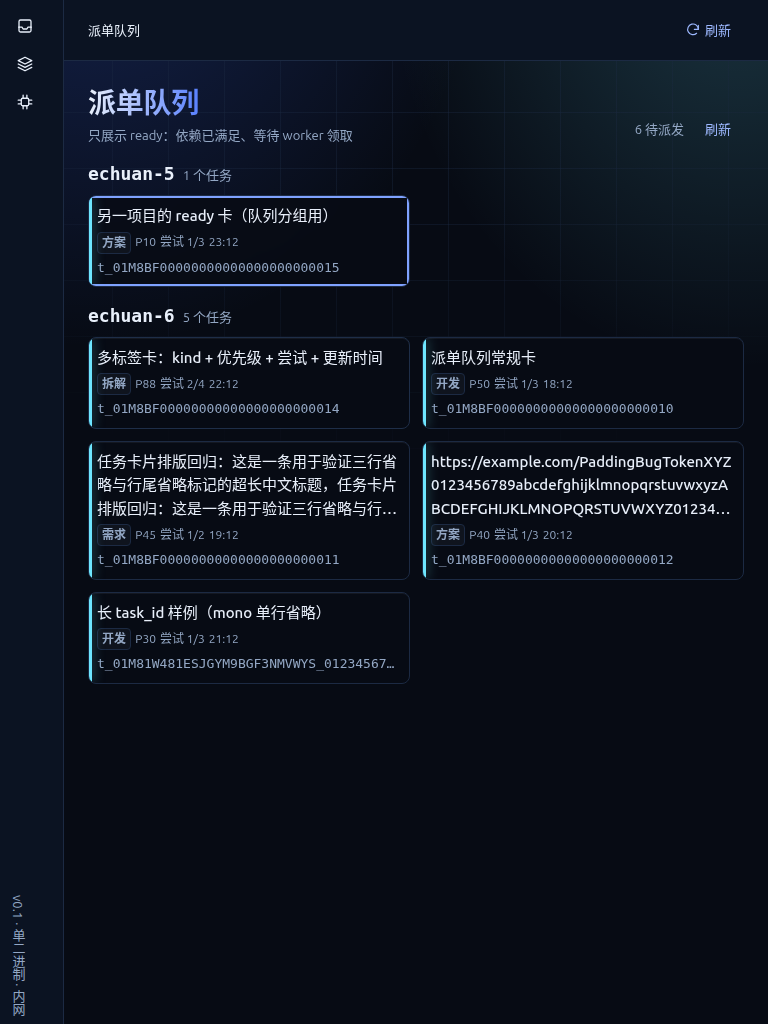 派单队列
刷新
派单队列
只展示 ready：依赖已满足、等待 worker 领取
6 待派发 刷新
echuan-5 1 个任务
另一项目的 ready 卡（队列分组用）
方案 P10 尝试 1/3 23:12
t_01M8BF00000000000000000000015
echuan-6 5 个任务
多标签卡：kind + 优先级 + 尝试 + 更新时间
拆解 P88 尝试 2/4 22:12
t_01M8BF00000000000000000000014
派单队列常规卡
开发 P50 尝试 1/3 18:12
t_01M8BF00000000000000000000010
任务卡片排版回归：这是一条用于验证三行省
略与行尾省略标记的超长中文标题，任务卡片
排版回归：这是一条用于验证三行省略与行…
需求 P45 尝试 1/2 19:12
t_01M8BF00000000000000000000011
https://example.com/PaddingBugTokenXYZ
0123456789abcdefghijklmnopqrstuvwxyzA
BCDEFGHIJKLMNOPQRSTUVWXYZ01234…
方案 P40 尝试 1/3 20:12
t_01M8BF00000000000000000000012
长 task_id 样例（mono 单行省略）
开发 P30 尝试 1/3 21:12
t_01M81W481ESJGYM9BGF3NMVWYS_01234567…
v0.1 · 单二进制 · 内网